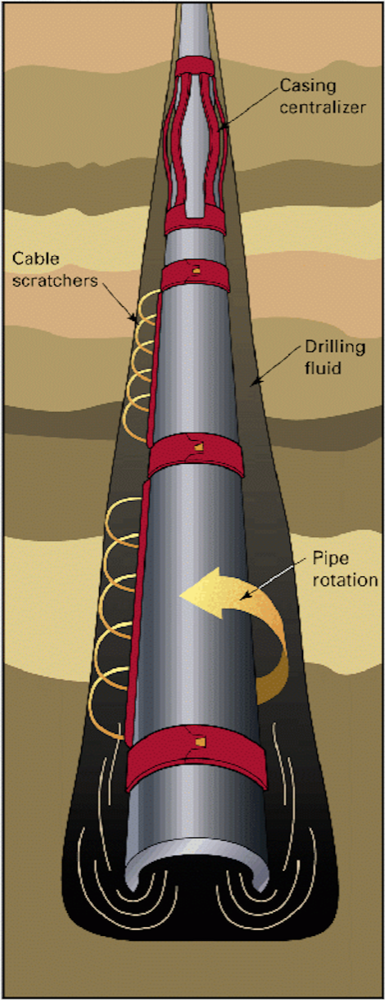 Casing
centralizer
Cable
scratchers
Drilling
fluid
Pipe
rotation